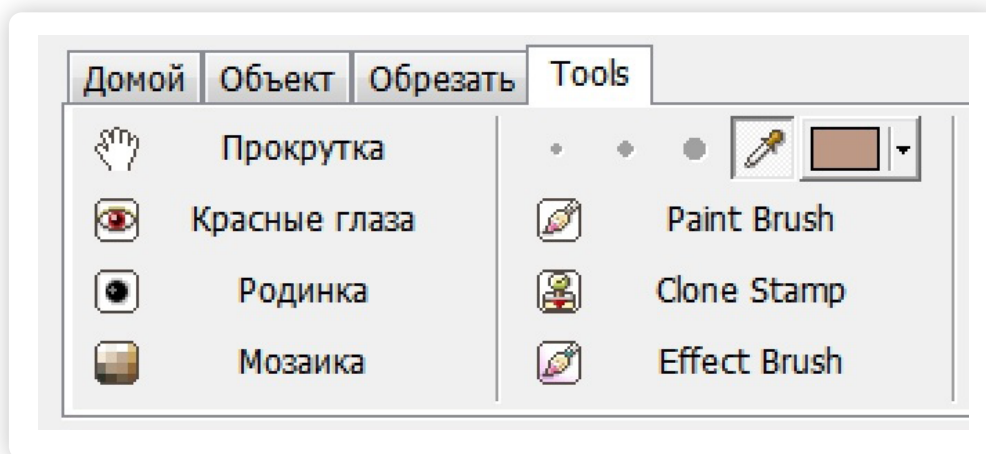 Домой Объект Обрезать Tools
Прокрутка
Красные глаза
Родинка
Мозаика
Paint Brush
Clone Stamp
Effect Brush